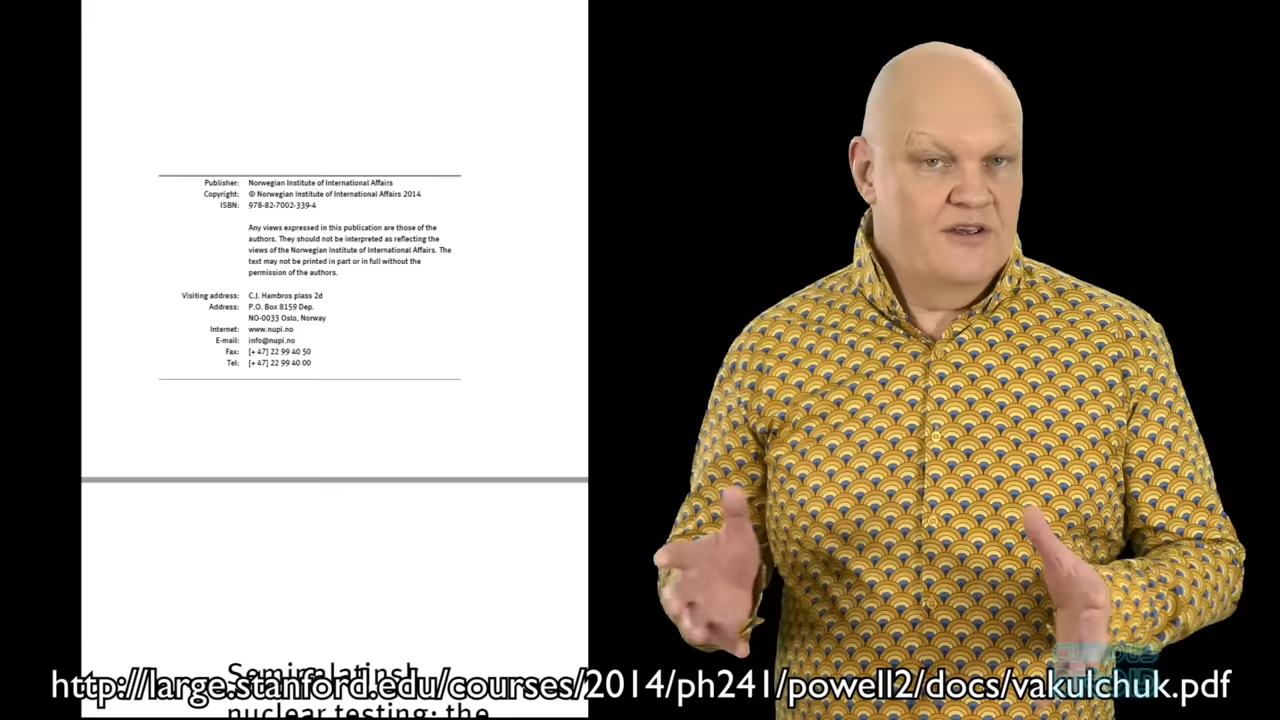 Publisher: Norwegian Institute of International Affairs
Copyright: © Norwegian Institute of International Affairs 2014
ISBN: 978-82-7002-339-4
Any views expressed in this publication are those of the
authors. They should not be interpreted as reflecting the
views of the Norwegian Institute of International Affairs. The
text may not be printed in part or in full without the
permission of the authors.
Visiting address: C.J. Hambros plass 2d
Address: P.O. Box 8159 Dep.
NO-0033 Oslo, Norway
Internet: www.nupi.no
E-mail: info@nupi.no
Fax: [+ 47] 22 99 40 50
Tel: [+ 47] 22 99 40 00
Semipalatinsk
nuclear testing: the
http://large.stanford.edu/courses/2014/ph241/powell2/docs/vakulchuk.pdf